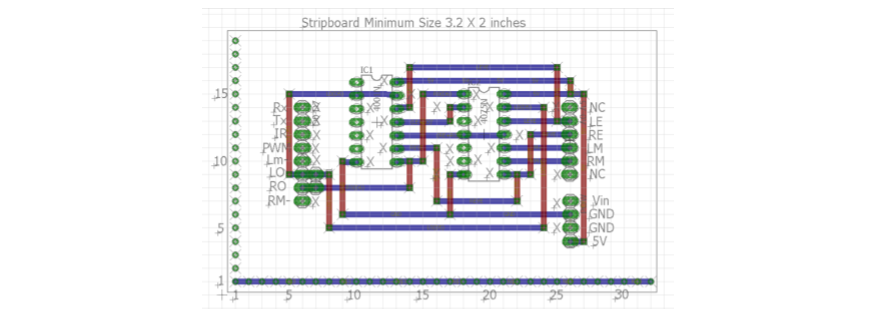 Stripboard Minimum Size 3.2 X 2 inches
IC1
15
Rx
NC
Tx
LE
IR
RE
PWM
LM
10
Lm-
RM
LO
NC
RO
RM-
Vin
GND
5
GND
5V
1
1
5
10
15
20
25
30